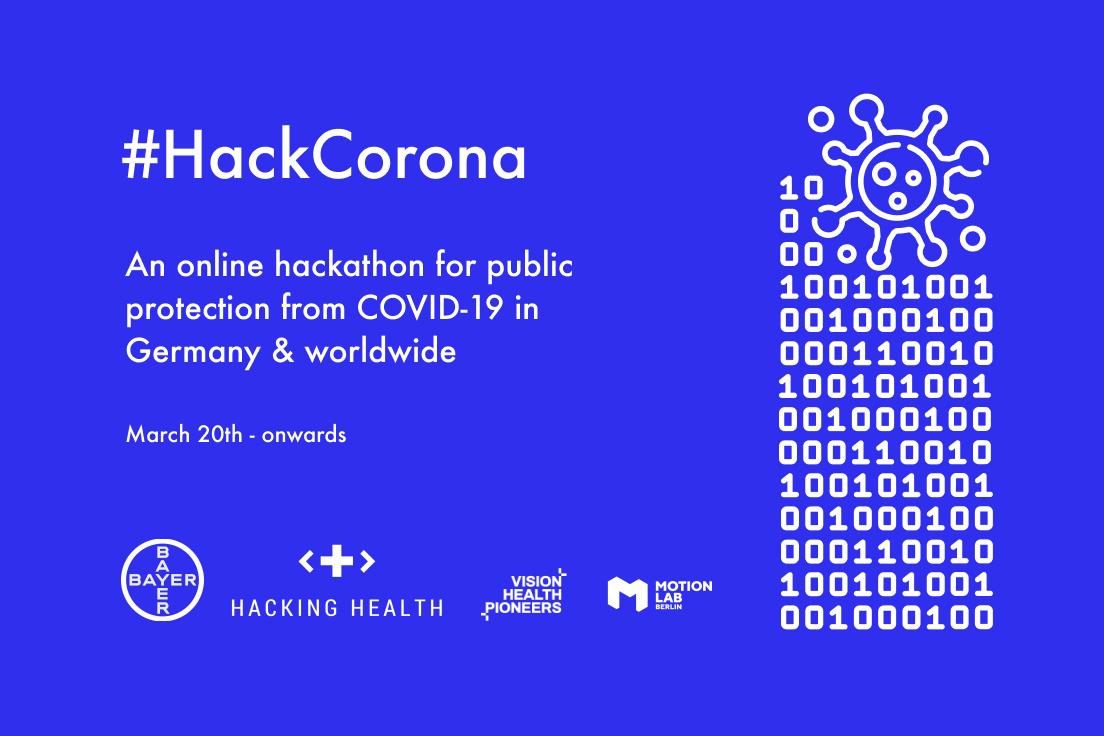 #HackCorona
An online hackathon for public
protection from COVID-19 in
Germany & worldwide
March 20th - onwards
BAYER
BAYER
<+>
HACKING HEALTH
VISION
HEALTH
PIONEERS
MOTION
LAB
BERLIN
10
0
00
100101001
001000100
000110010
100101001
001000100
000110010
100101001
001000100
000110010
100101001
001000100